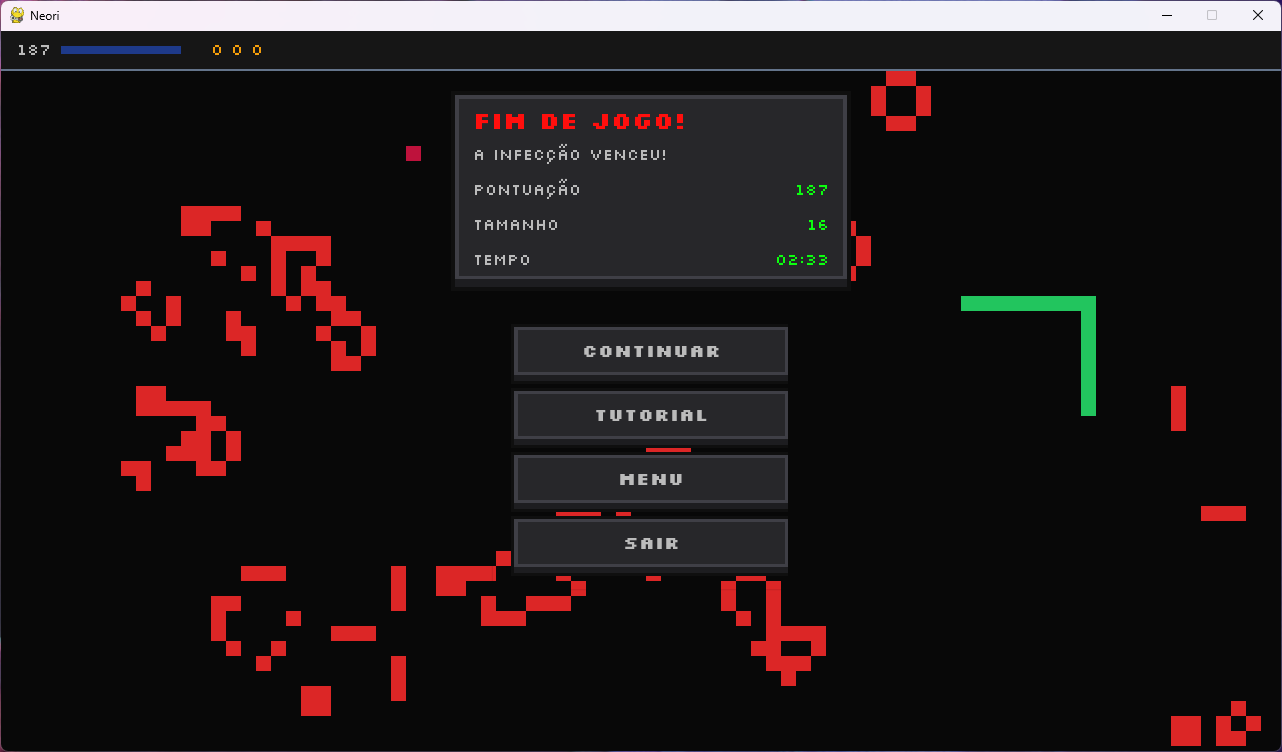 Neori
187 0 0 0
FIM DE JOGO!
A INFECÇÃO VENCEU!
PONTUAÇÃO 187
TAMANHO 16
TEMPO 02:33
CONTINUAR
TUTORIAL
MENU
SAIR